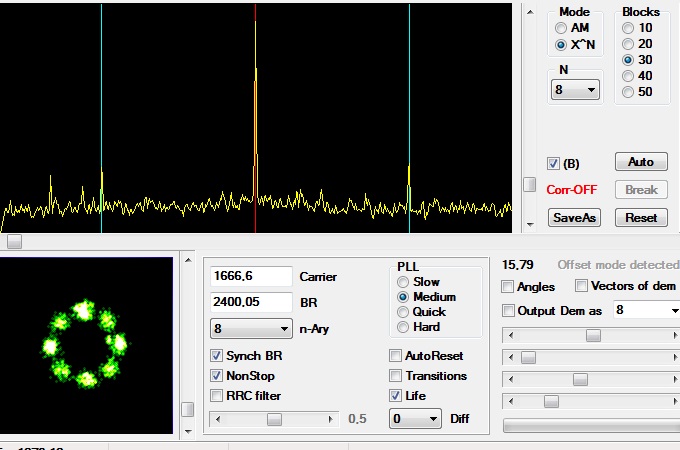 Mode
AM
X^N
Blocks
10
20
30
40
50
N
8
(B)
Auto
Corr-OFF
Break
SaveAs
Reset
1666,6 Carrier
2400,05 BR
8 n-Ary
Synch BR
NonStop
RRC filter
0,5
PLL
Slow
Medium
Quick
Hard
AutoReset
Transitions
Life
0 Diff
15,79 Offset mode detected
Angles Vectors of dem
Output Dem as 8